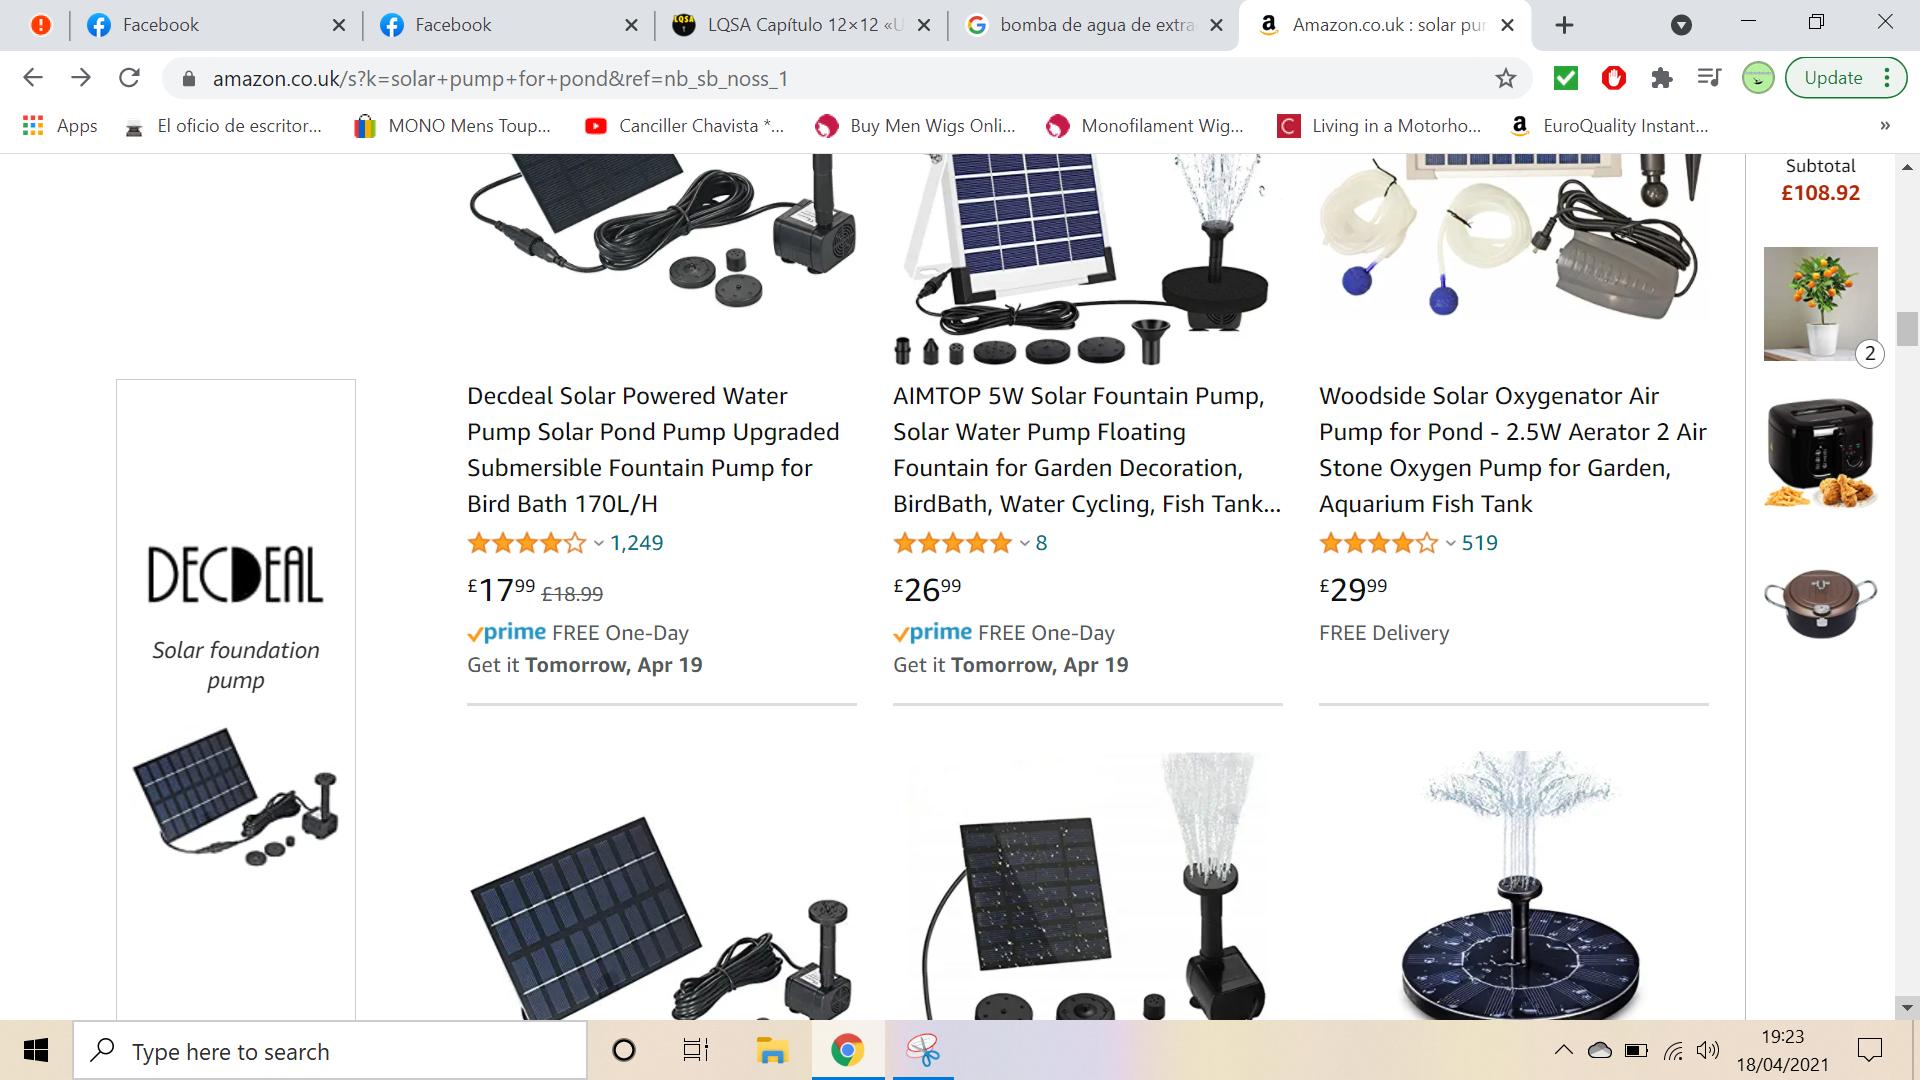 Facebook
Facebook
LQSA Capítulo 12×12 «U
bomba de agua de extra
Amazon.co.uk : solar pu
amazon.co.uk/s?k=solar+pump+for+pond&ref=nb_sb_noss_1
Update
Apps
El oficio de escritor...
MONO Mens Toup...
Canciller Chavista *...
Buy Men Wigs Onli...
Monofilament Wig...
Living in a Motorho...
EuroQuality Instant...
»
Subtotal
£108.92
2
DECDEAL
Solar foundation
pump
Decdeal Solar Powered Water
Pump Solar Pond Pump Upgraded
Submersible Fountain Pump for
Bird Bath 170L/H
1,249
£1799 £18.99
prime FREE One-Day
Get it Tomorrow, Apr 19
AIMTOP 5W Solar Fountain Pump,
Solar Water Pump Floating
Fountain for Garden Decoration,
BirdBath, Water Cycling, Fish Tank...
8
£2699
prime FREE One-Day
Get it Tomorrow, Apr 19
Woodside Solar Oxygenator Air
Pump for Pond - 2.5W Aerator 2 Air
Stone Oxygen Pump for Garden,
Aquarium Fish Tank
519
£2999
FREE Delivery
Type here to search
19:23
18/04/2021